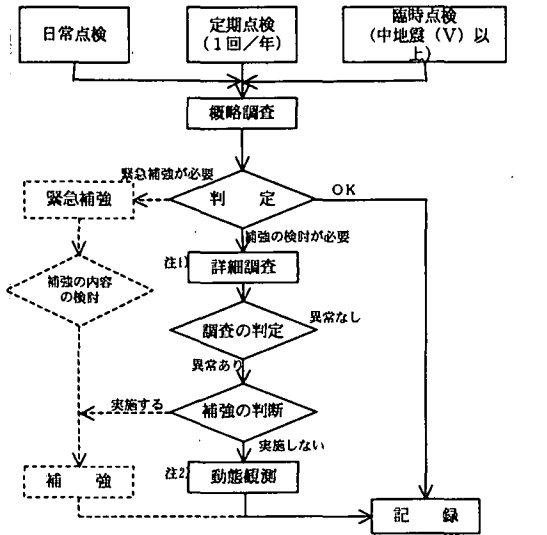 日常点検
定期点検
(1回/年)
臨時点検
(中地震(V)以
上)
概略調査
緊急補強が必要
判 定
OK
緊急補強
補強の検討が必要
注1)
詳細調査
補強の内容
の検討
調査の判定
異常なし
異常あり
実施する
補強の判断
実施しない
注2)
動態観測
補 強
記 録